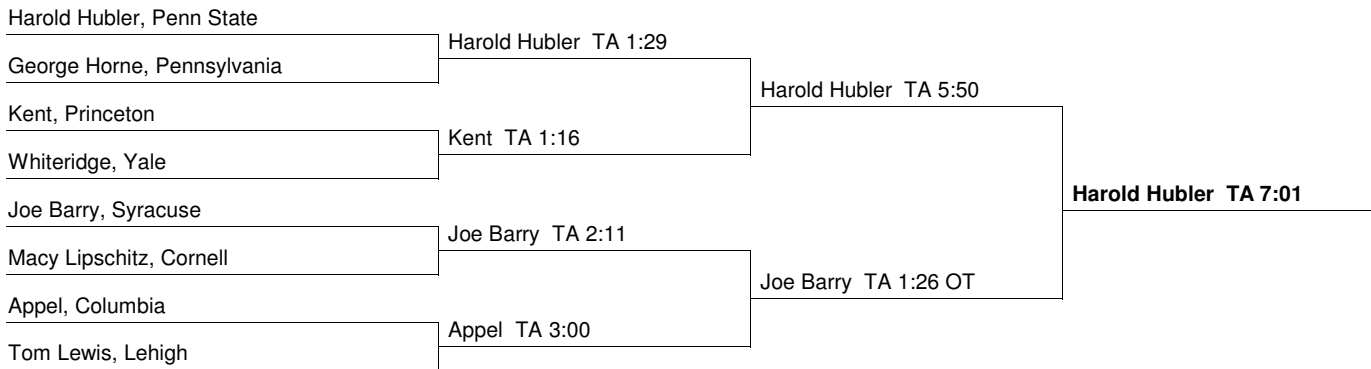 Harold Hubler, Penn State
Harold Hubler TA 1:29
George Horne, Pennsylvania
Harold Hubler TA 5:50
Kent, Princeton
Kent TA 1:16
Whiteridge, Yale
Harold Hubler TA 7:01
Joe Barry, Syracuse
Joe Barry TA 2:11
Macy Lipschitz, Cornell
Joe Barry TA 1:26 OT
Appel, Columbia
Appel TA 3:00
Tom Lewis, Lehigh